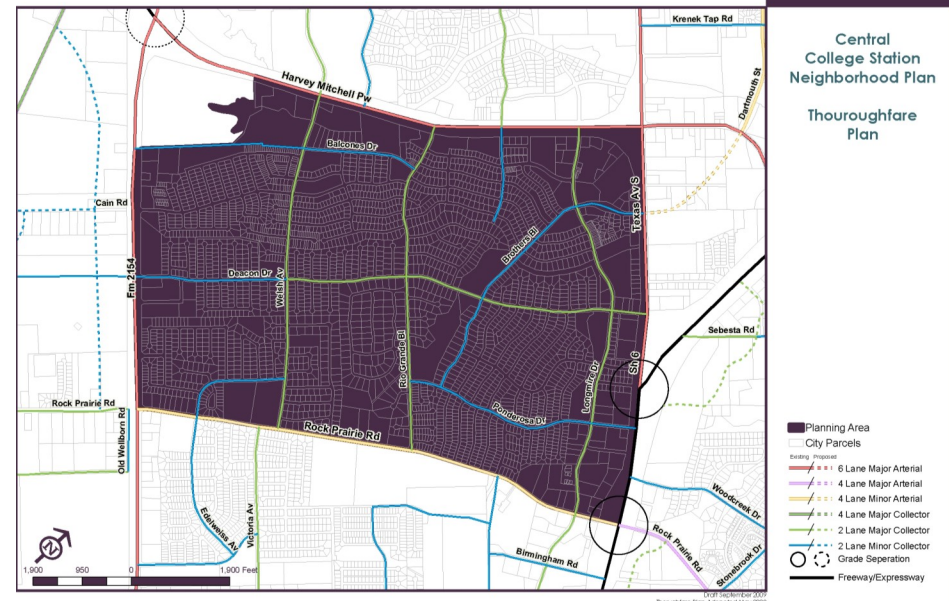 Central
College Station
Neighborhood Plan
Thouroughfare
Plan
Krenek Tap Rd
Dartmouth St
Harvey Mitchell Pw
Balcones Dr
Cain Rd
Texas Av S
Brothers Bl
Fm 2154
Deacon Dr
Welsh Av
Rio Grande Bl
Sebesta Rd
Sh 6
Longmire Dr
Rock Prairie Rd
Old Wellborn Rd
Ponderosa Dr
Rock Prairie Rd
Edelweiss Av
Victoria Av
Woodcreek Dr
Rock Prairie Rd
Birmingham Rd
Stonebrook Dr
N
1,900 950 0 1,900 Feet
Planning Area
City Parcels
Existing Proposed
6 Lane Major Arterial
4 Lane Major Arterial
4 Lane Minor Arterial
4 Lane Major Collector
2 Lane Major Collector
2 Lane Minor Collector
Grade Seperation
Freeway/Expressway
Draft September 2009